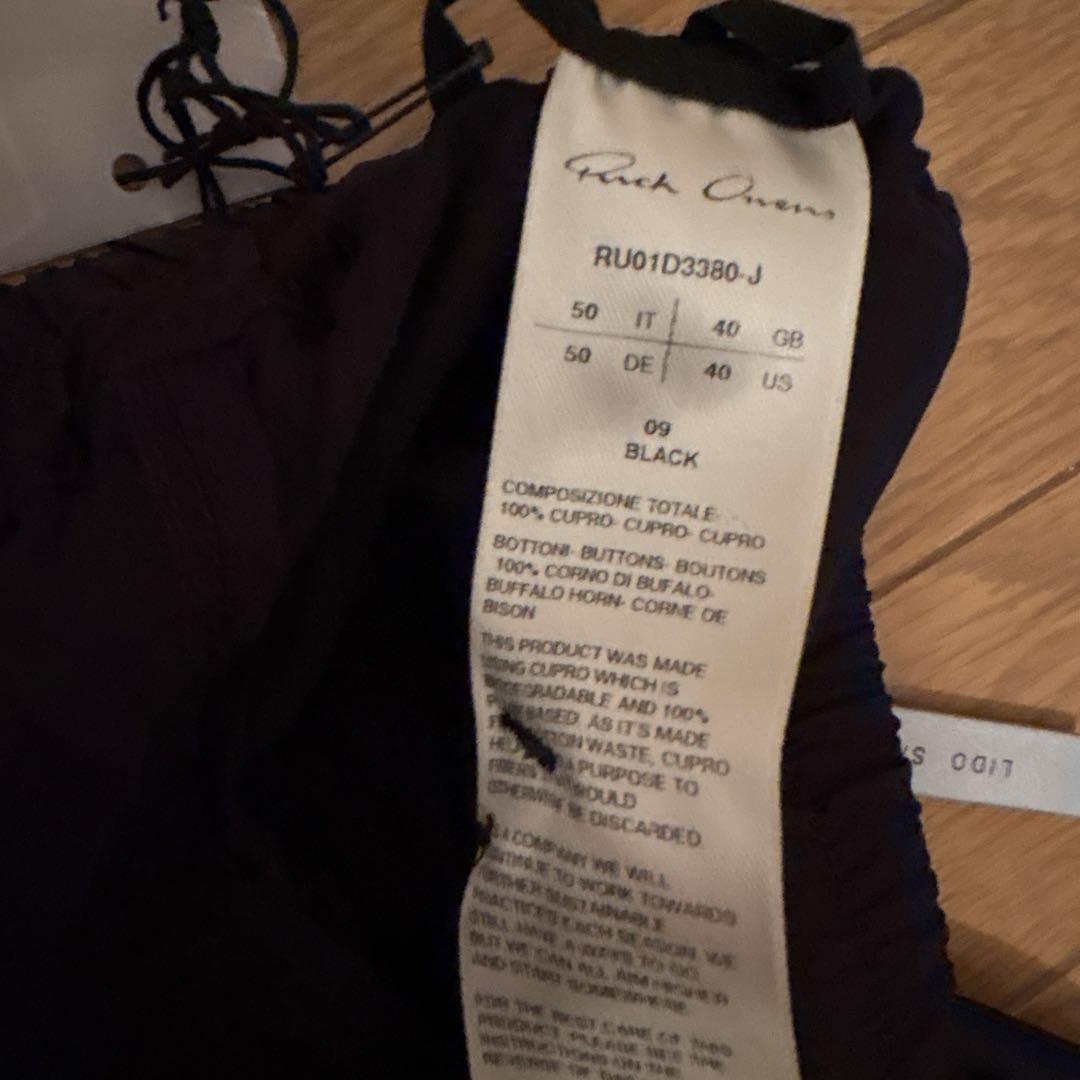 Rick Owens
RU01D3380-J
50 IT 40 GB
50 DE 40 US
09
BLACK
COMPOSIZIONE TOTALE-
100% CUPRO- CUPRO- CUPRO
BOTTONI- BUTTONS- BOUTONS
100% CORNO DI BUFALO-
BUFFALO HORN- CORNE DE
BISON
THIS PRODUCT WAS MADE
USING CUPRO WHICH IS
BIODEGRADABLE AND 100%
BASED. AS IT'S MADE
WASTE, CUPRO
A PURPOSE TO
FIBERS WOULD
OTHERWISE BE DISCARDED.
AS A COMPANY WE WILL
CONTINUE TO WORK TOWARDS
FURTHER SUSTAINABLE
PRACTICES EACH SEASON. WE
STILL HAVE A WAYS TO GO
BUT WE CAN ALL AIM HIGHER
AND START SOMEWHERE.
FOR THE BEST CARE OF THIS
PRODUCT, PLEASE SEE THE
INSTRUCTIONS ON THE
REVERSE OF
LIDO